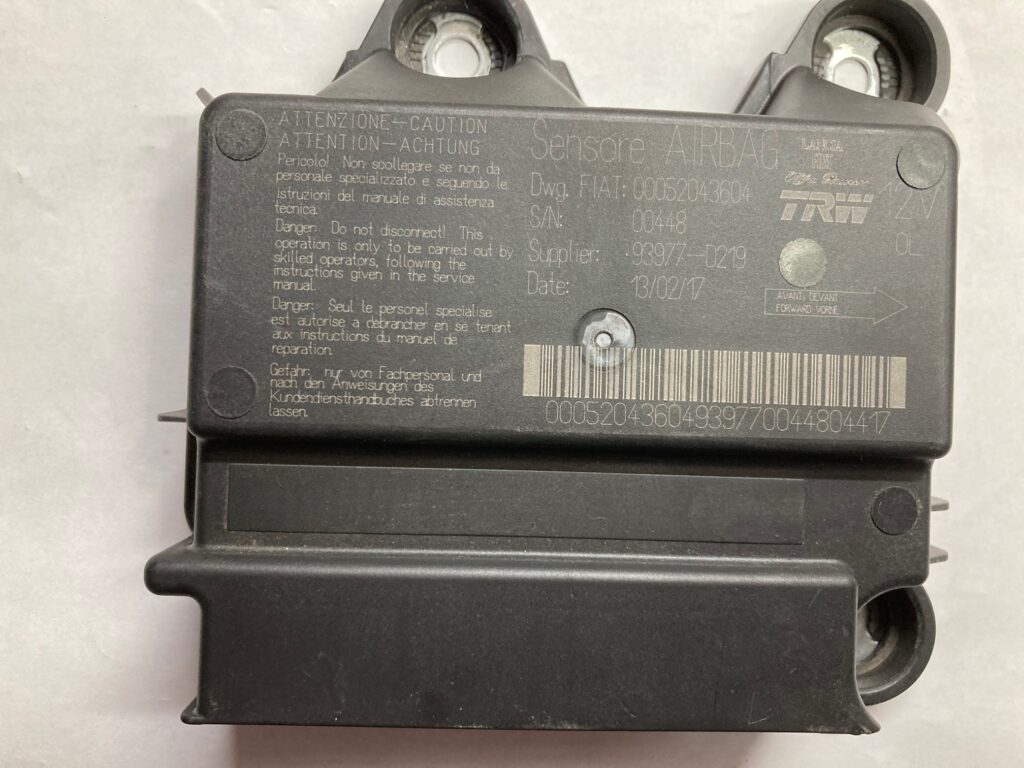 ATTENZIONE-CAUTION
ATTENTION-ACHTUNG
Pericolo! Non scollegare se non da
personale specializzato e seguendo le
istruzioni del manuale di assistenza
tecnica.
Danger: Do not disconnect! This
operation is only to be carried out by
skilled operators, following the
instructions given in the service
manual.
Danger: Seul le personel specialise
est autorise a debrancher en se tenant
aux instructions du manuel de
reparation.
Gefahr: nur von Fachpersonal und
nach den Anweisungen des
Kundendiensthandbuches abtrennen
lassen.
Sensore AIRBAG
Dwg. FIAT: 00052043604
S/N: 00448
Supplier: 93977-D219
Date: 13/02/17
LANCIA
FIAT
Alfa Romeo
TRW
12V
0L
AVANTI DEVANT
FORWARD VORNE
00052043604939770044804417